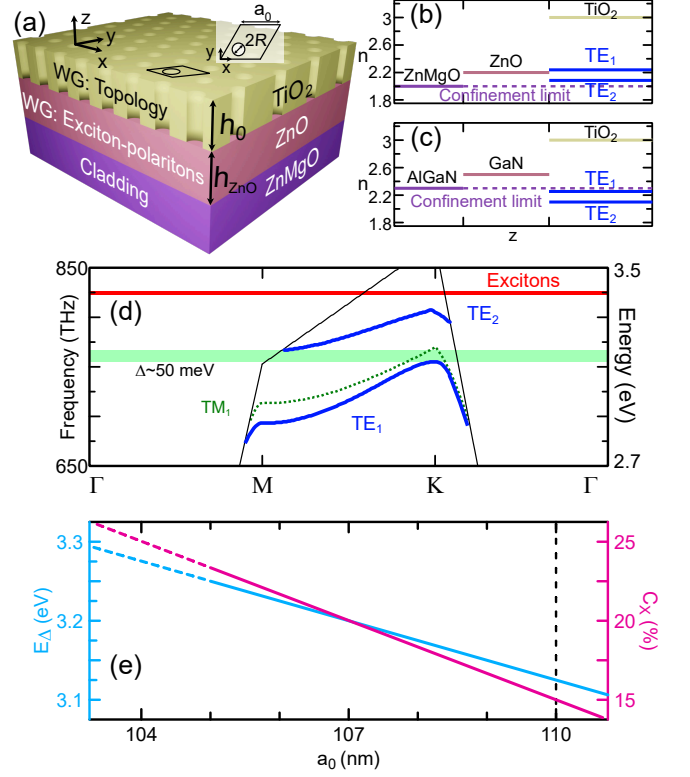 (a)
z
y
x
a₀
2R
y
x
WG: Topology
TiO₂
h₀
WG: Exciton-polaritons
ZnO
h_ZnO
Cladding
ZnMgO
(b)
n
3
2.6
2.2
1.8
TiO₂
ZnO
ZnMgO
TE₁
TE₂
Confinement limit
(c)
n
3
2.6
2.2
1.8
TiO₂
GaN
AlGaN
TE₁
TE₂
Confinement limit
z
(d)
Frequency (THz)
850
650
Excitons
TE₂
Δ~50 meV
TM₁
TE₁
3.5
2.7
Energy (eV)
Γ
M
K
Γ
(e)
E_Δ (eV)
3.3
3.2
3.1
25
20
15
C_X (%)
104
107
110
a₀ (nm)